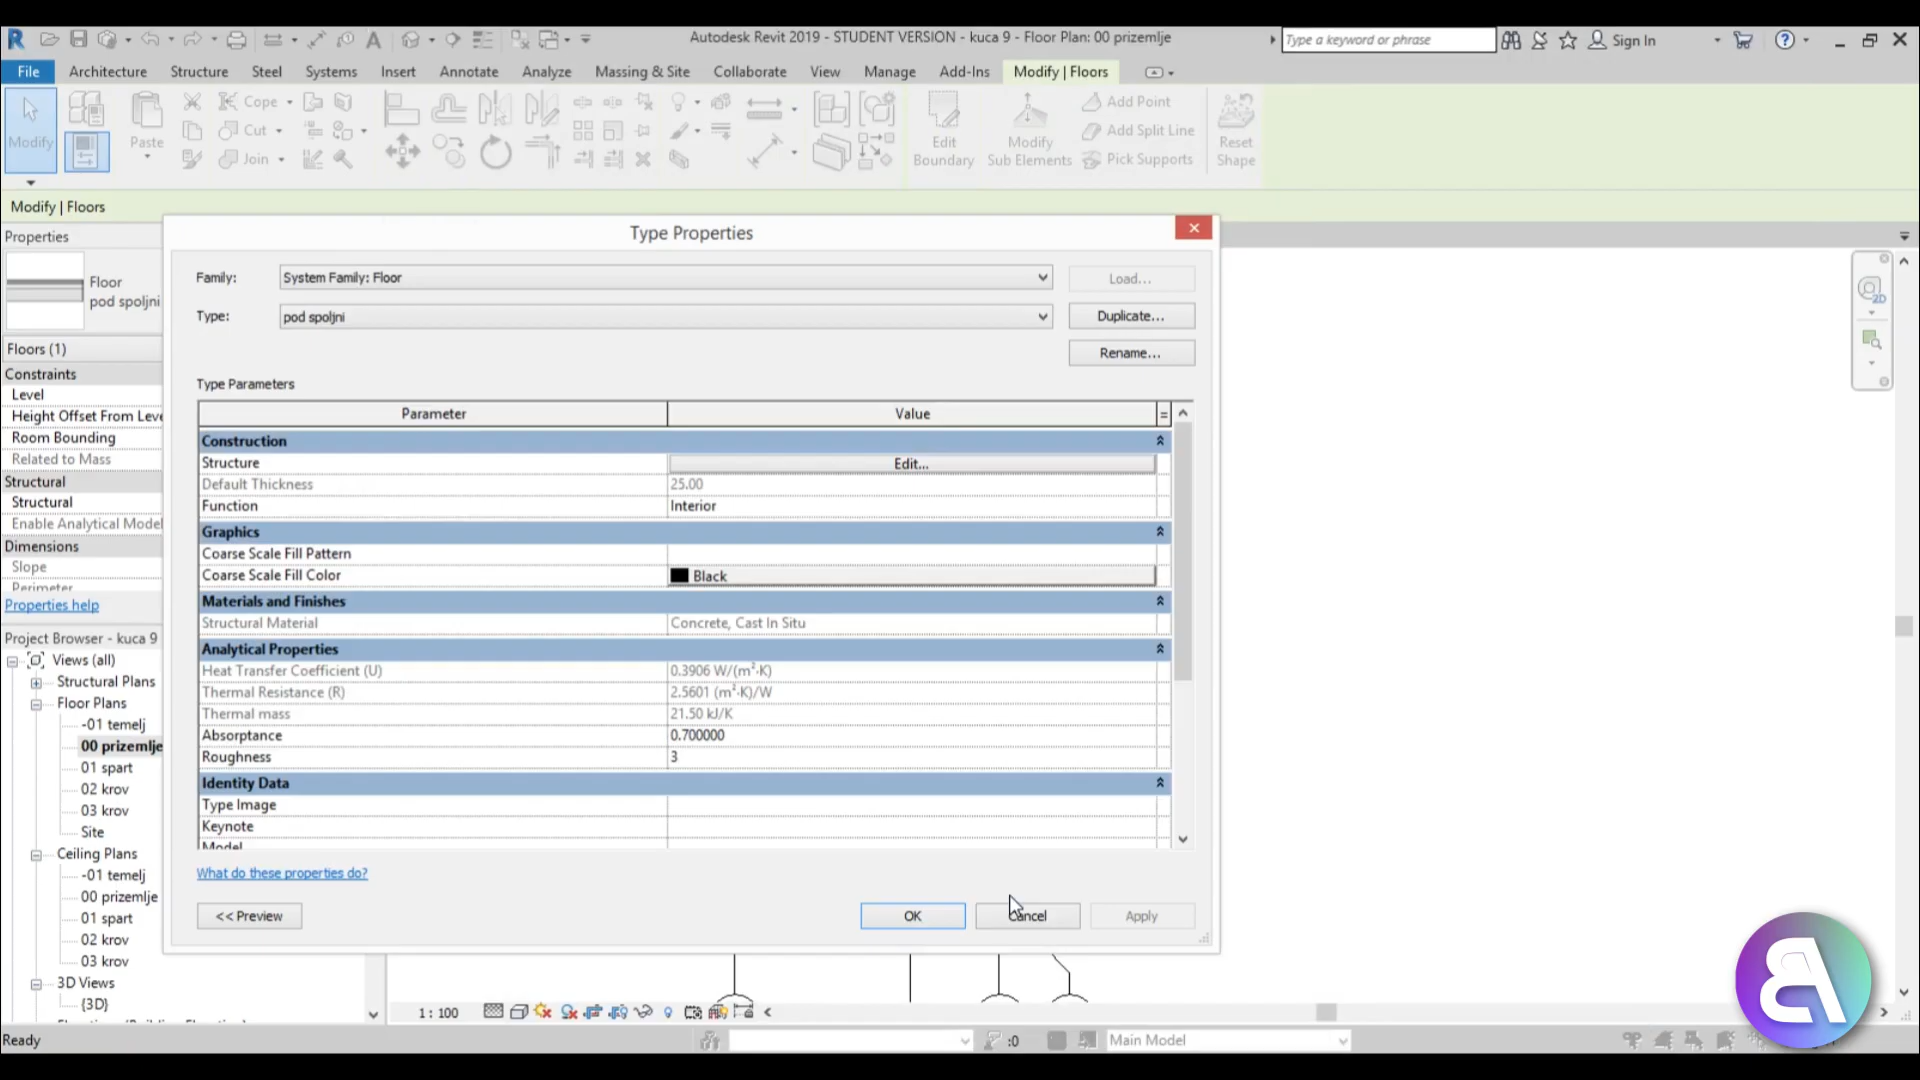 Autodesk Revit 2019 - STUDENT VERSION - kuca 9 - Floor Plan: 00 prizemlje
Type a keyword or phrase
Sign In
File Architecture Structure Steel Systems Insert Annotate Analyze Massing & Site Collaborate View Manage Add-Ins Modify | Floors
Modify
Paste
Cope
Cut
Join
Edit Boundary
Modify Sub Elements
Add Point
Add Split Line
Pick Supports
Reset Shape
Modify | Floors
Properties
Floor
pod spoljni
Floors (1)
Constraints
Level
Height Offset From Leve
Room Bounding
Related to Mass
Structural
Structural
Enable Analytical Model
Dimensions
Slope
Perimeter
Properties help
Project Browser - kuca 9
Views (all)
Structural Plans
Floor Plans
-01 temelj
00 prizemlje
01 spart
02 krov
03 krov
Site
Ceiling Plans
-01 temelj
00 prizemlje
01 spart
02 krov
03 krov
3D Views
{3D}
Type Properties
Family: System Family: Floor Load...
Type: pod spoljni Duplicate...
Rename...
Type Parameters
Parameter Value =
Construction
Structure Edit...
Default Thickness 25.00
Function Interior
Graphics
Coarse Scale Fill Pattern
Coarse Scale Fill Color Black
Materials and Finishes
Structural Material Concrete, Cast In Situ
Analytical Properties
Heat Transfer Coefficient (U) 0.3906 W/(m²·K)
Thermal Resistance (R) 2.5601 (m²·K)/W
Thermal mass 21.50 kJ/K
Absorptance 0.700000
Roughness 3
Identity Data
Type Image
Keynote
Model
What do these properties do?
<< Preview OK Cancel Apply
1 : 100
Ready
:0
Main Model
2D